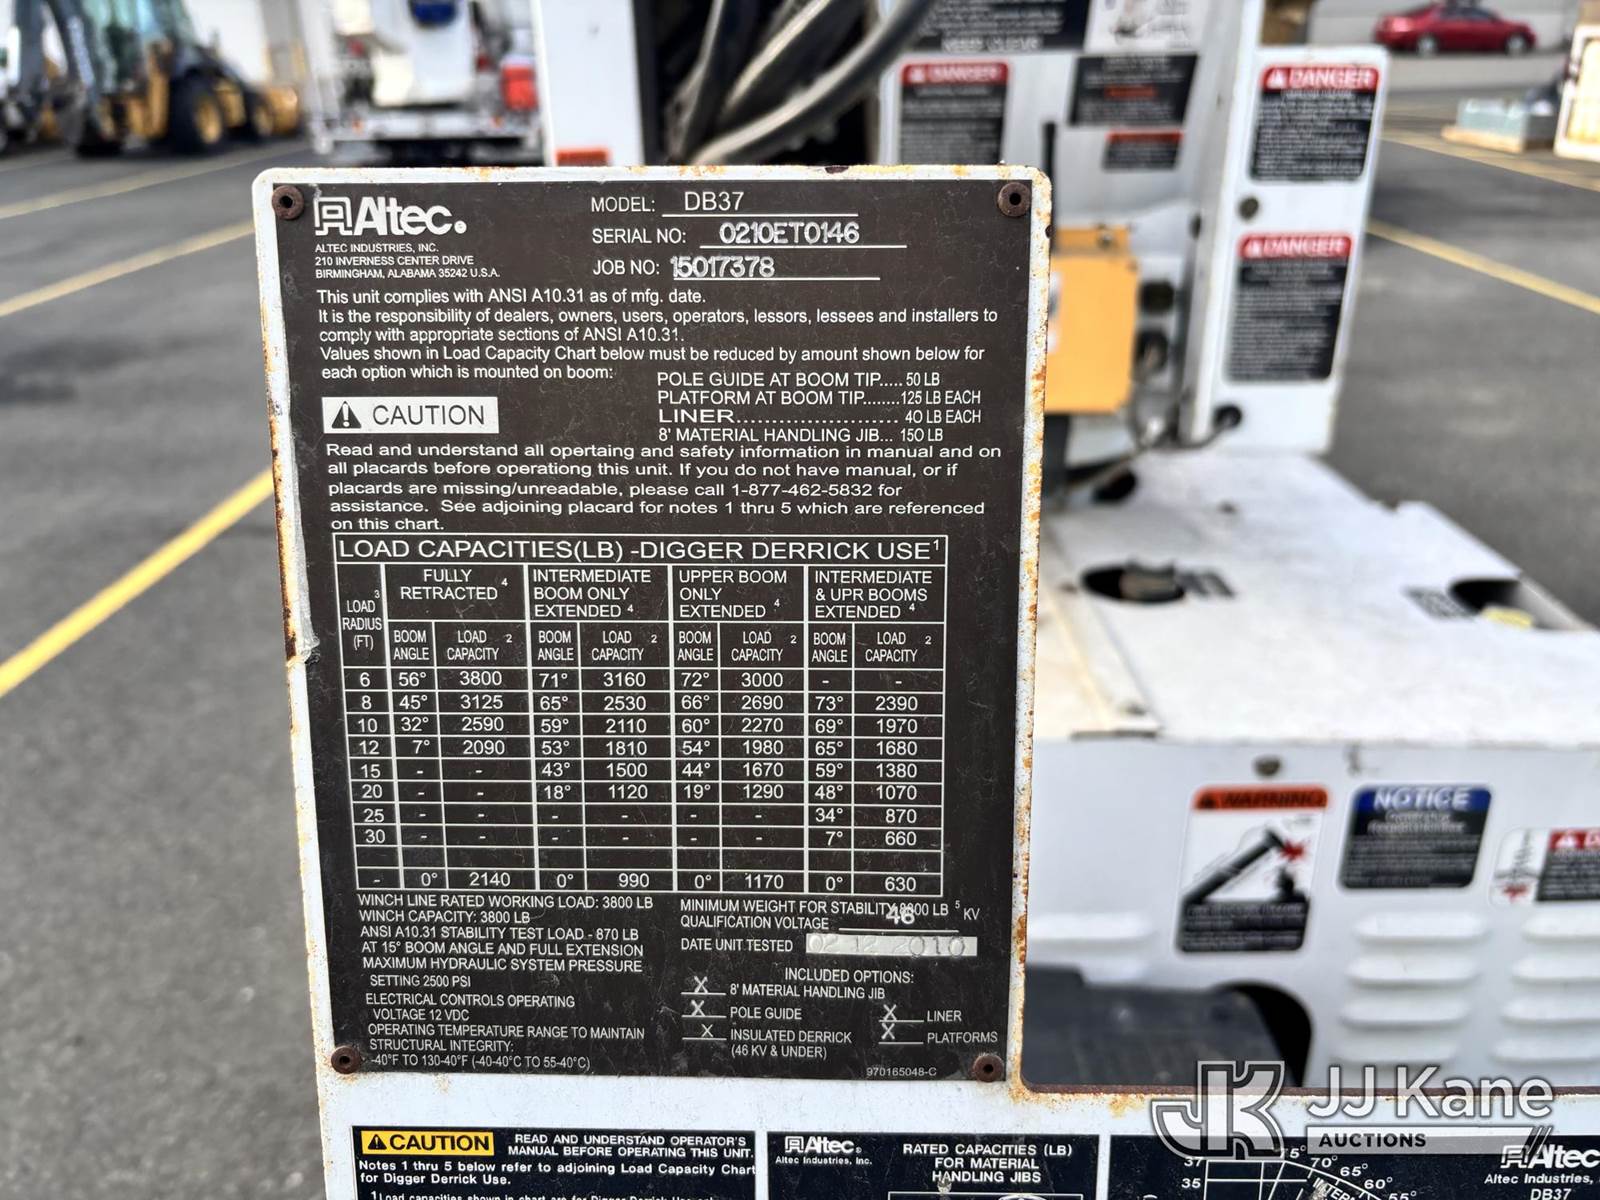 Altec.
ALTEC INDUSTRIES, INC.
210 INVERNESS CENTER DRIVE
BIRMINGHAM, ALABAMA 35242 U.S.A.
MODEL: DB37
SERIAL NO: 0210ET0146
JOB NO: 15017378
This unit complies with ANSI A10.31 as of mfg. date.
It is the responsibility of dealers, owners, users, operators, lessors, lessees and installers to
comply with appropriate sections of ANSI A10.31.
Values shown in Load Capacity Chart below must be reduced by amount shown below for
each option which is mounted on boom:
POLE GUIDE AT BOOM TIP..... 50 LB
PLATFORM AT BOOM TIP........125 LB EACH
LINER........................ 40 LB EACH
8' MATERIAL HANDLING JIB... 150 LB
CAUTION
Read and understand all opertaing and safety information in manual and on
all placards before operationg this unit. If you do not have manual, or if
placards are missing/unreadable, please call 1-877-462-5832 for
assistance. See adjoining placard for notes 1 thru 5 which are referenced
on this chart.
LOAD CAPACITIES(LB) -DIGGER DERRICK USE 1
LOAD RADIUS (FT) 3
FULLY RETRACTED 4
INTERMEDIATE BOOM ONLY EXTENDED 4
UPPER BOOM ONLY EXTENDED 4
INTERMEDIATE & UPR BOOMS EXTENDED 4
BOOM ANGLE LOAD CAPACITY 2 BOOM ANGLE LOAD CAPACITY 2 BOOM ANGLE LOAD CAPACITY 2 BOOM ANGLE LOAD CAPACITY 2
6 56° 3800 71° 3160 72° 3000 - -
8 45° 3125 65° 2530 66° 2690 73° 2390
10 32° 2590 59° 2110 60° 2270 69° 1970
12 7° 2090 53° 1810 54° 1980 65° 1680
15 - - 43° 1500 44° 1670 59° 1380
20 - - 18° 1120 19° 1290 48° 1070
25 - - - - - - 34° 870
30 - - - - - - 7° 660
- 0° 2140 0° 990 0° 1170 0° 630
WINCH LINE RATED WORKING LOAD: 3800 LB
WINCH CAPACITY: 3800 LB
ANSI A10.31 STABILITY TEST LOAD - 870 LB
AT 15° BOOM ANGLE AND FULL EXTENSION
MAXIMUM HYDRAULIC SYSTEM PRESSURE
SETTING 2500 PSI
ELECTRICAL CONTROLS OPERATING
VOLTAGE 12 VDC
OPERATING TEMPERATURE RANGE TO MAINTAIN
STRUCTURAL INTEGRITY:
-40°F TO 130-40°F (-40-40°C TO 55-40°C)
MINIMUM WEIGHT FOR STABILITY 8800 LB 5
QUALIFICATION VOLTAGE 46 KV
DATE UNIT TESTED 02 12 2010
INCLUDED OPTIONS:
X 8' MATERIAL HANDLING JIB
X POLE GUIDE X LINER
X INSULATED DERRICK X PLATFORMS
(46 KV & UNDER)
970165048-C
CAUTION
READ AND UNDERSTAND OPERATOR'S
MANUAL BEFORE OPERATING THIS UNIT.
Notes 1 thru 5 below refer to adjoining Load Capacity Chart
for Digger Derrick Use.
Altec.
Altec Industries, Inc.
RATED CAPACITIES (LB)
FOR MATERIAL
HANDLING JIBS
37
35
75°
70°
65°
60°
Altec
Altec Industries,
DB37
DANGER
DANGER
DANGER
WARNING
NOTICE
JK JJ Kane
AUCTIONS